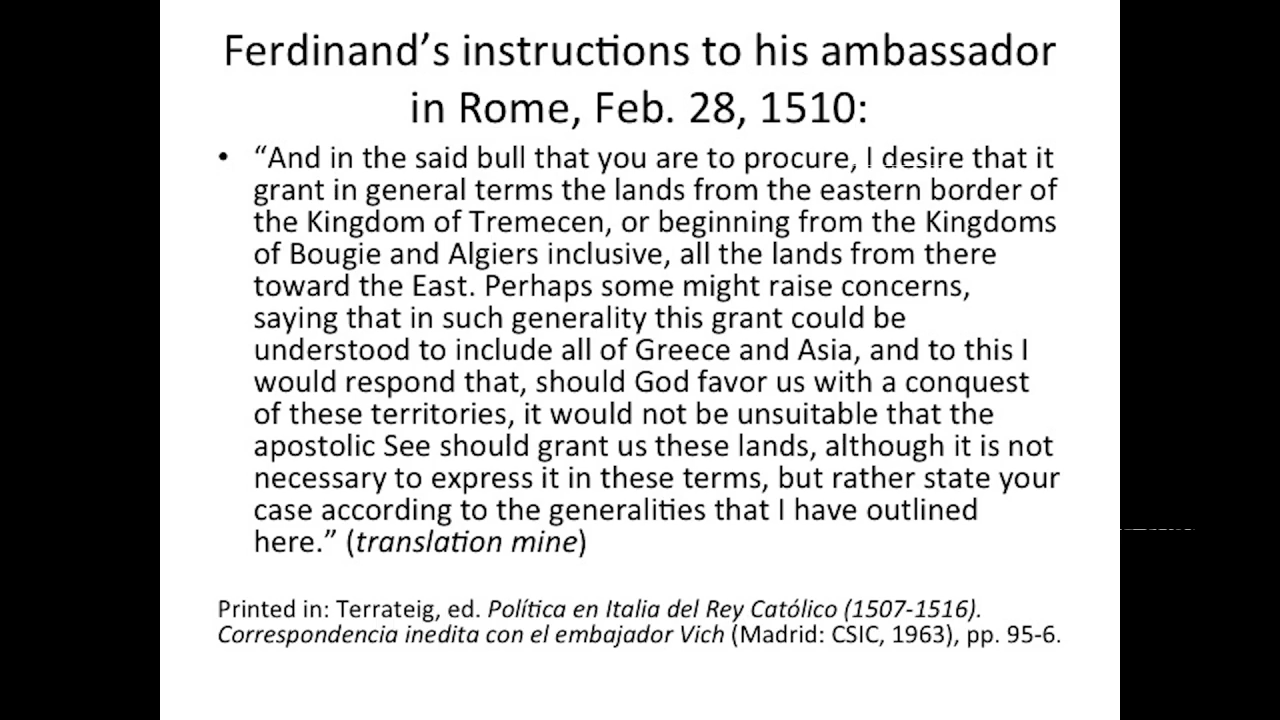 Ferdinand’s instructions to his ambassador
in Rome, Feb. 28, 1510:
• “And in the said bull that you are to procure, I desire that it
grant in general terms the lands from the eastern border of
the Kingdom of Tremecen, or beginning from the Kingdoms
of Bougie and Algiers inclusive, all the lands from there
toward the East. Perhaps some might raise concerns,
saying that in such generality this grant could be
understood to include all of Greece and Asia, and to this I
would respond that, should God favor us with a conquest
of these territories, it would not be unsuitable that the
apostolic See should grant us these lands, although it is not
necessary to express it in these terms, but rather state your
case according to the generalities that I have outlined
here.” (translation mine)
Printed in: Terrateig, ed. Política en Italia del Rey Católico (1507-1516).
Correspondencia inedita con el embajador Vich (Madrid: CSIC, 1963), pp. 95-6.